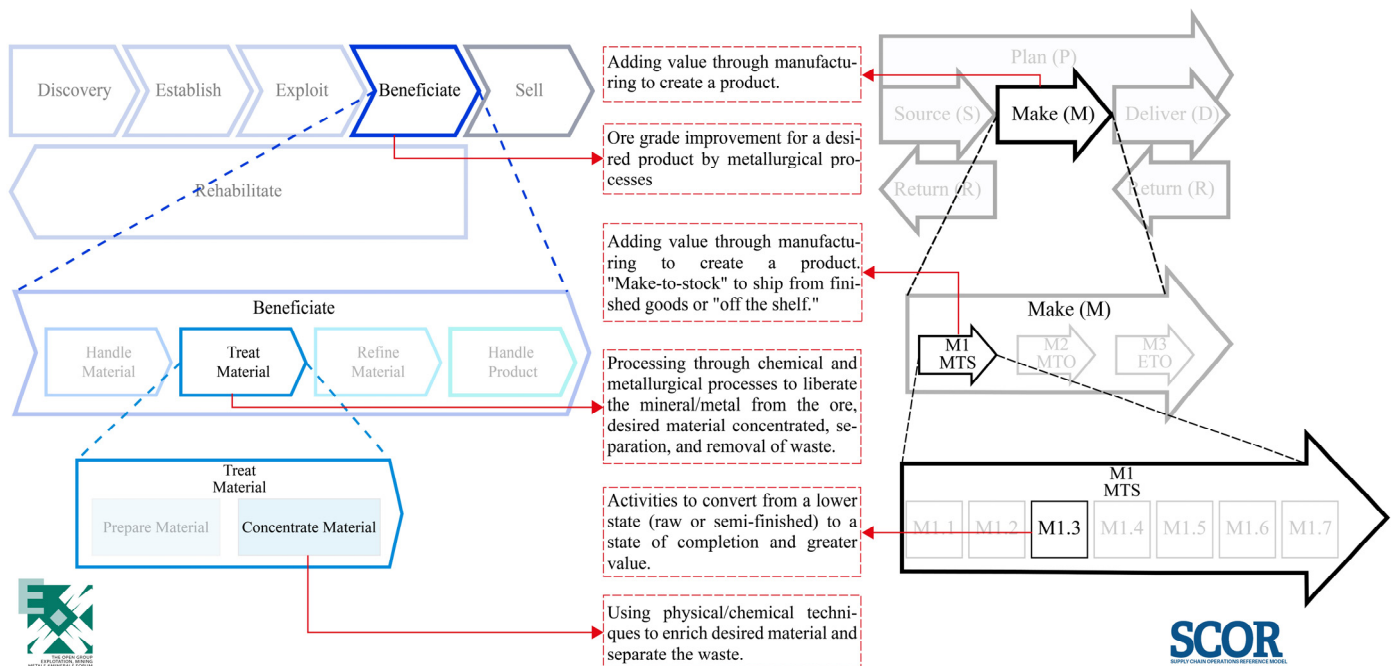 Discovery
Establish
Exploit
Beneficiate
Sell
Rehabilitate
Adding value through manufactu-
ring to create a product.
Ore grade improvement for a desi-
red product by metallurgical pro-
cesses
Plan (P)
Source (S)
Make (M)
Deliver (D)
Return (R)
Return (R)
Adding value through manufactu-
ring to create a product.
"Make-to-stock" to ship from fini-
shed goods or "off the shelf."
Beneficiate
Handle
Material
Treat
Material
Refine
Material
Handle
Product
Make (M)
M1
MTS
M2
MTO
M3
ETO
Processing through chemical and
metallurgical processes to liberate
the mineral/metal from the ore,
desired material concentrated, se-
paration, and removal of waste.
Treat
Material
Prepare Material
Concentrate Material
M1
MTS
M1.1
M1.2
M1.3
M1.4
M1.5
M1.6
M1.7
Activities to convert from a lower
state (raw or semi-finished) to a
state of completion and greater
value.
Using physical/chemical techni-
ques to enrich desired material and
separate the waste.
THE OPEN GROUP
EXPLOTATION, MINING
SCOR
SUPPLY CHAIN OPERATIONS REFERENCE MODEL